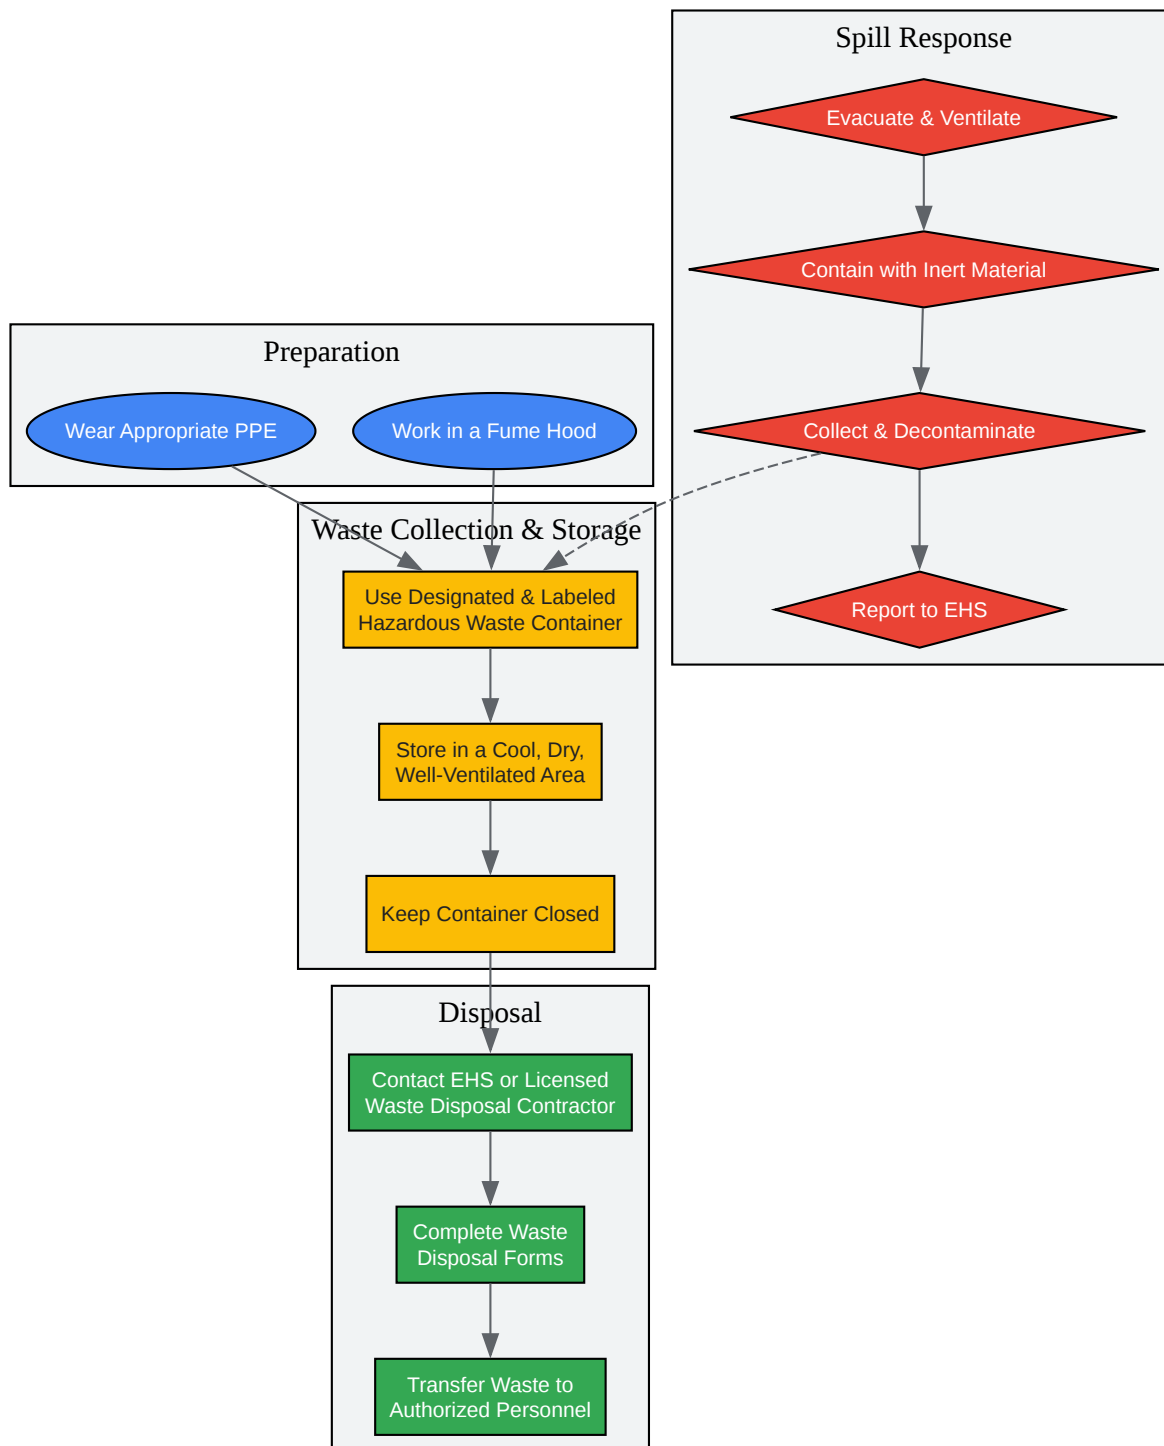 Spill Response
Evacuate & Ventilate
Contain with Inert Material
Collect & Decontaminate
Report to EHS
Preparation
Wear Appropriate PPE
Work in a Fume Hood
Waste Collection & Storage
Use Designated & Labeled
Hazardous Waste Container
Store in a Cool, Dry,
Well-Ventilated Area
Keep Container Closed
Disposal
Contact EHS or Licensed
Waste Disposal Contractor
Complete Waste
Disposal Forms
Transfer Waste to
Authorized Personnel